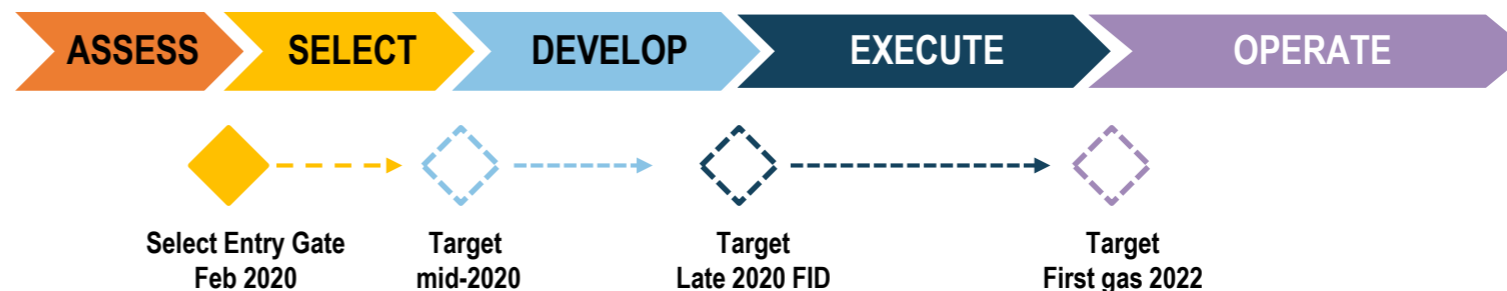 ASSESS SELECT DEVELOP EXECUTE OPERATE
Select Entry Gate
Feb 2020
Target
mid-2020
Target
Late 2020 FID
Target
First gas 2022